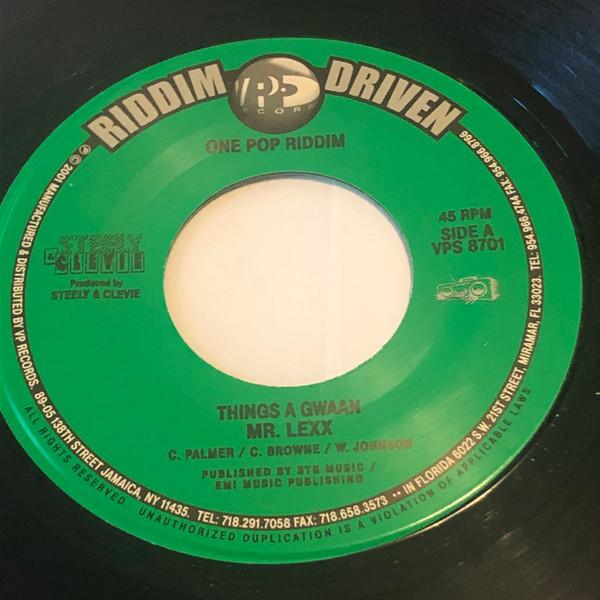 RIDDIM VP RECORDS DRIVEN
ONE POP RIDDIM
STEELY
& CLEVIE
Produced by
STEELY & CLEVIE
45 RPM
SIDE A
VPS 8701
THINGS A GWAAN
MR. LEXX
C. PALMER / C. BROWNE / W. JOHNSON
PUBLISHED BY STB MUSIC /
EMI MUSIC PUBLISHING
℗ © 2001 MANUFACTURED & DISTRIBUTED BY VP RECORDS. 89-05 138TH STREET JAMAICA, NY 11435. TEL: 718.291.7058 FAX: 718.658.3573 ** IN FLORIDA 6022 S.W. 21ST STREET, MIRAMAR, FL 33023. TEL: 954.966.4744 FAX: 954.966.8766
ALL RIGHTS RESERVED. UNAUTHORIZED DUPLICATION IS A VIOLATION OF APPLICABLE LAWS